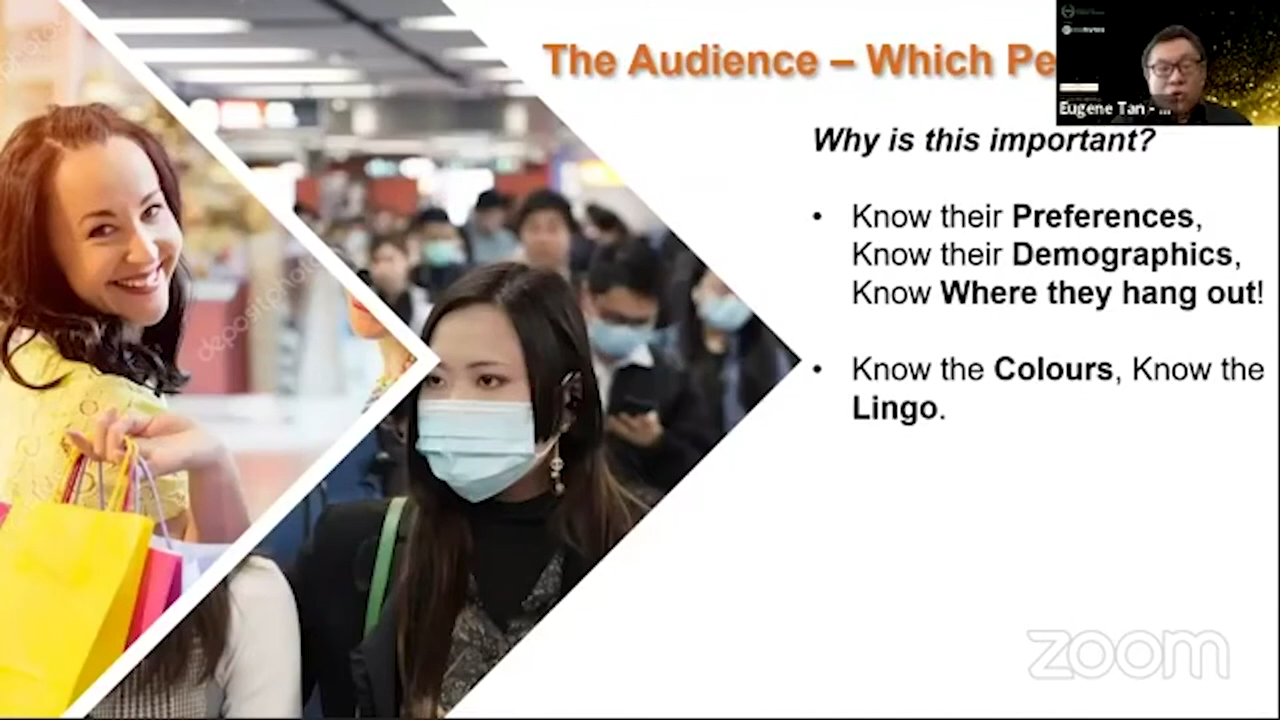 The Audience – Which Pe
Eugene Tan - ...
Why is this important?
• Know their Preferences,
Know their Demographics,
Know Where they hang out!
• Know the Colours, Know the
Lingo.
depositphotos
zoom